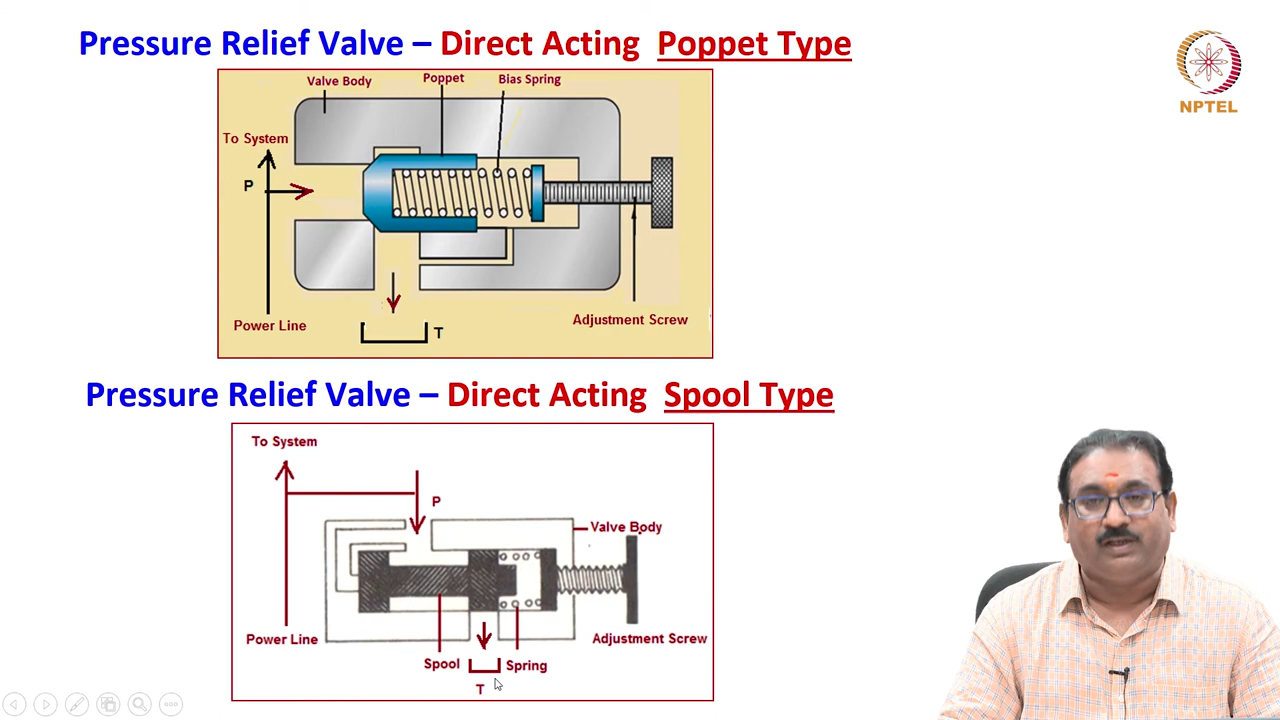 Pressure Relief Valve – Direct Acting Poppet Type
NPTEL
Valve Body
Poppet
Bias Spring
To System
P
Power Line
T
Adjustment Screw
Pressure Relief Valve – Direct Acting Spool Type
To System
P
Valve Body
Power Line
Adjustment Screw
Spool
Spring
T